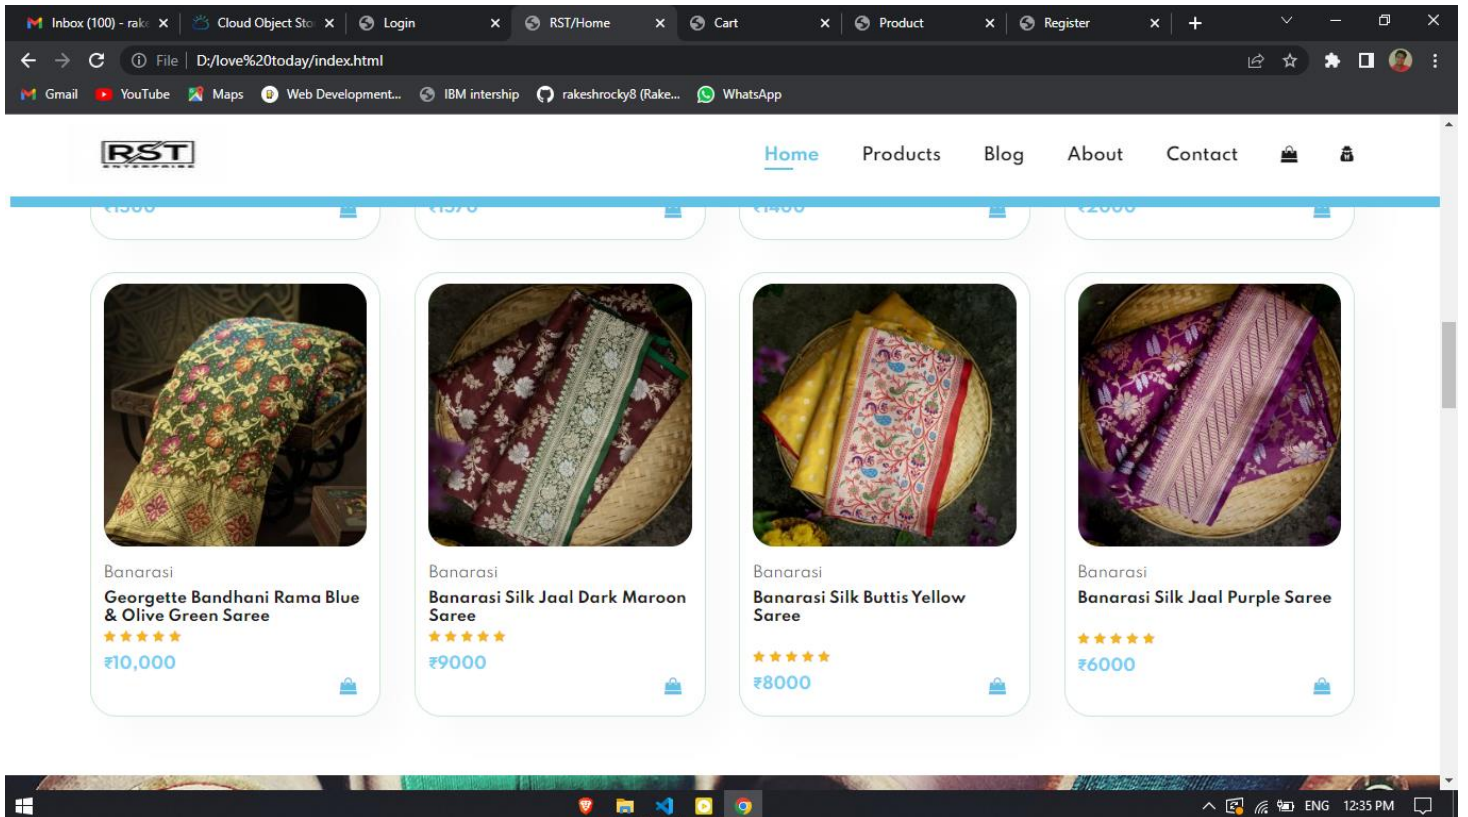 Inbox (100) - rak
Cloud Object Sto
Login
RST/Home
Cart
Product
Register
File
D:/love%20today/index.html
Gmail
YouTube
Maps
Web Development...
IBM intership
rakeshrocky8 (Rake...
WhatsApp
RST
ENTERPRISE
Home
Products
Blog
About
Contact
Banarasi
Georgette Bandhani Rama Blue
& Olive Green Saree
₹10,000
Banarasi
Banarasi Silk Jaal Dark Maroon
Saree
₹9000
Banarasi
Banarasi Silk Buttis Yellow
Saree
₹8000
Banarasi
Banarasi Silk Jaal Purple Saree
₹6000
ENG
12:35 PM